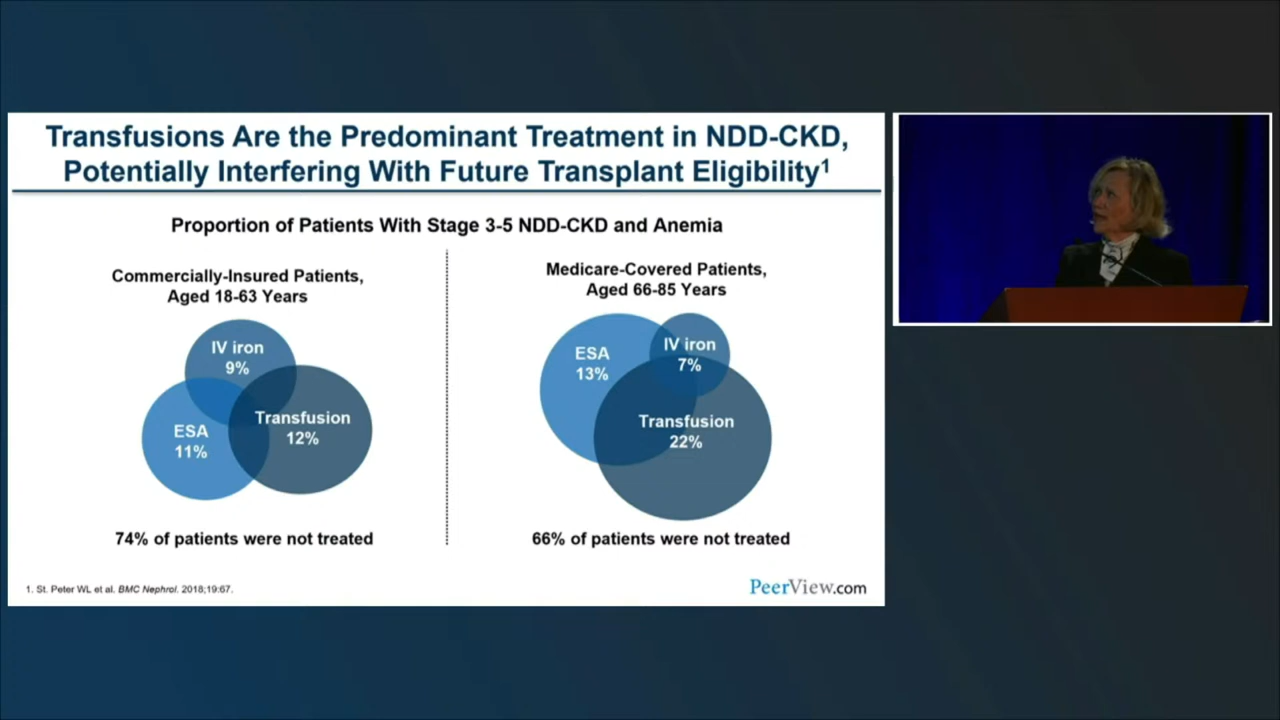 Transfusions Are the Predominant Treatment in NDD-CKD,
Potentially Interfering With Future Transplant Eligibility¹
Proportion of Patients With Stage 3-5 NDD-CKD and Anemia
Commercially-Insured Patients,
Aged 18-63 Years
IV iron
9%
Transfusion
12%
ESA
11%
74% of patients were not treated
Medicare-Covered Patients,
Aged 66-85 Years
ESA
13%
IV iron
7%
Transfusion
22%
66% of patients were not treated
1. St. Peter WL et al. BMC Nephrol. 2018;19:67.
PeerView.com